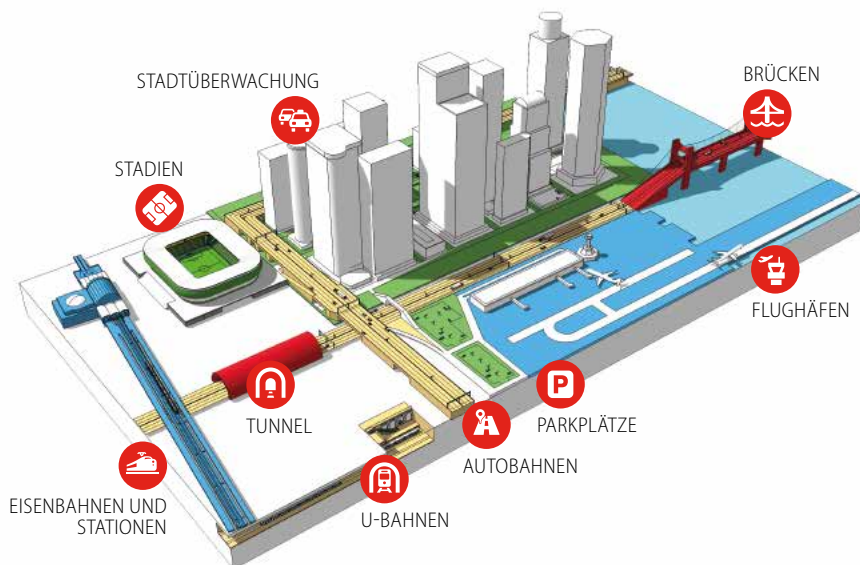 STADTÜBERWACHUNG
BRÜCKEN
STADIEN
FLUGHÄFEN
P
TUNNEL
PARKPLÄTZE
AUTOBAHNEN
EISENBAHNEN UND
STATIONEN
U-BAHNEN